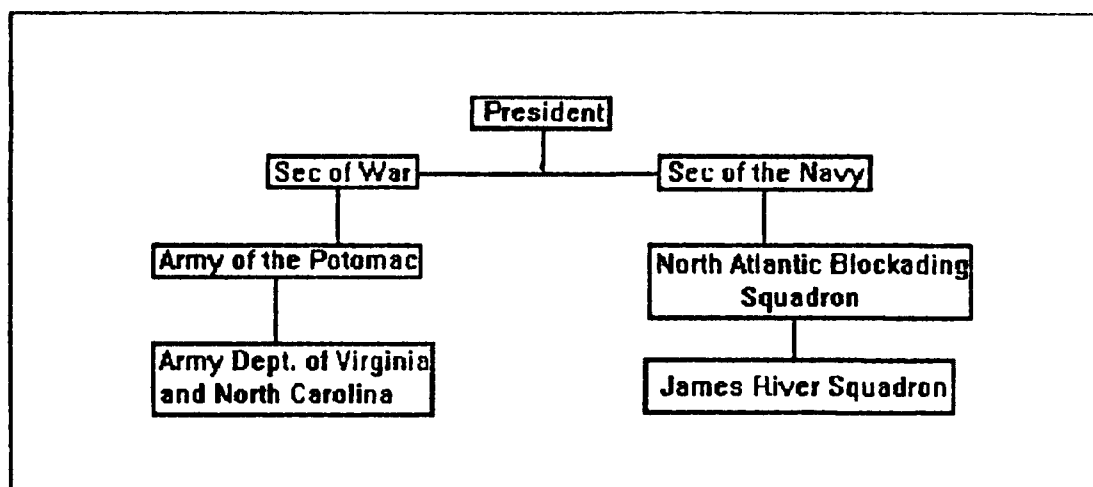 President
Sec of War
Sec of the Navy
Army of the Potomac
North Atlantic Blockading
Squadron
Army Dept. of Virginia
and North Carolina
James River Squadron